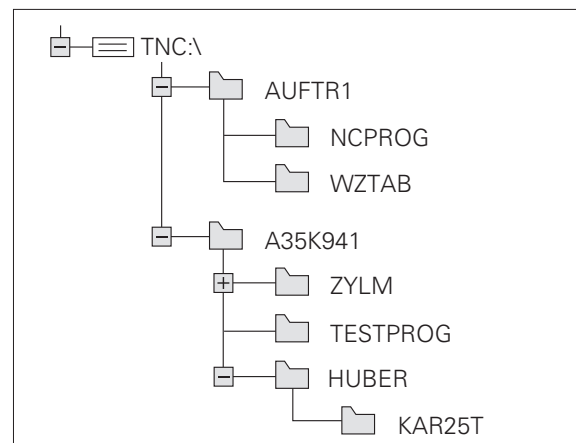 TNC:\
AUFTR1
NCPROG
WZTAB
A35K941
ZYLM
TESTPROG
HUBER
KAR25T